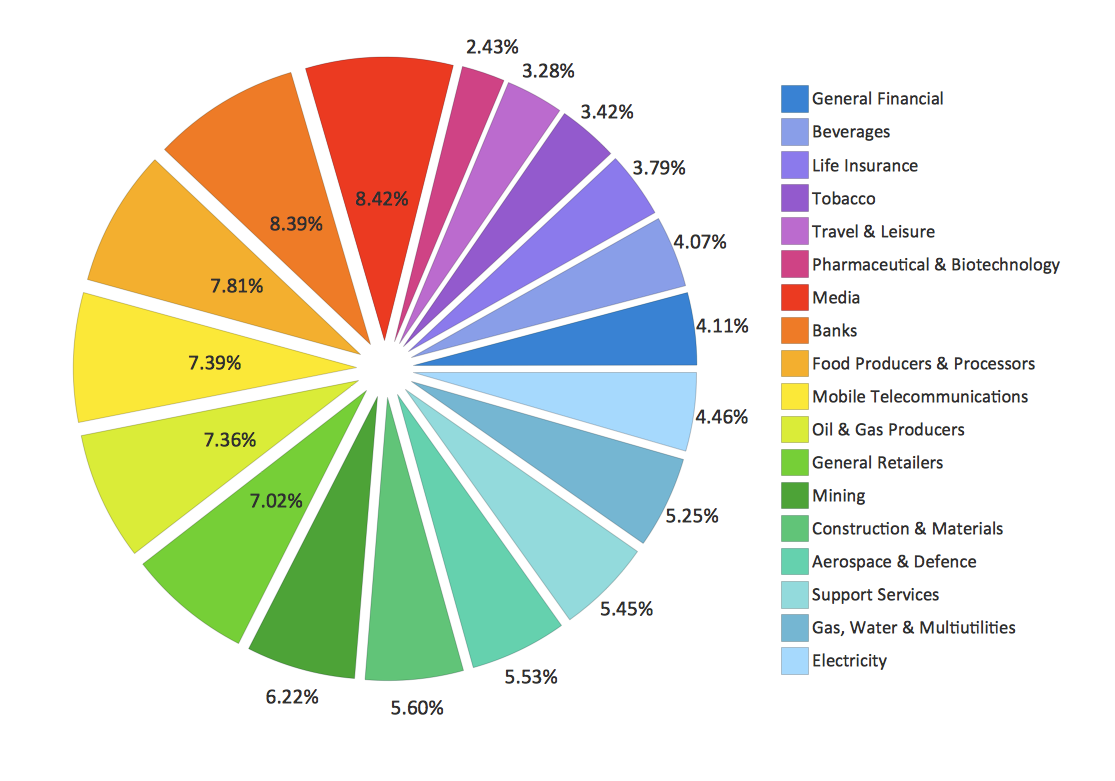 2.43%
3.28%
3.42%
3.79%
4.07%
4.11%
4.46%
5.25%
5.45%
5.53%
5.60%
6.22%
7.02%
7.36%
7.39%
7.81%
8.39%
8.42%
General Financial
Beverages
Life Insurance
Tobacco
Travel & Leisure
Pharmaceutical & Biotechnology
Media
Banks
Food Producers & Processors
Mobile Telecommunications
Oil & Gas Producers
General Retailers
Mining
Construction & Materials
Aerospace & Defence
Support Services
Gas, Water & Multiutilities
Electricity